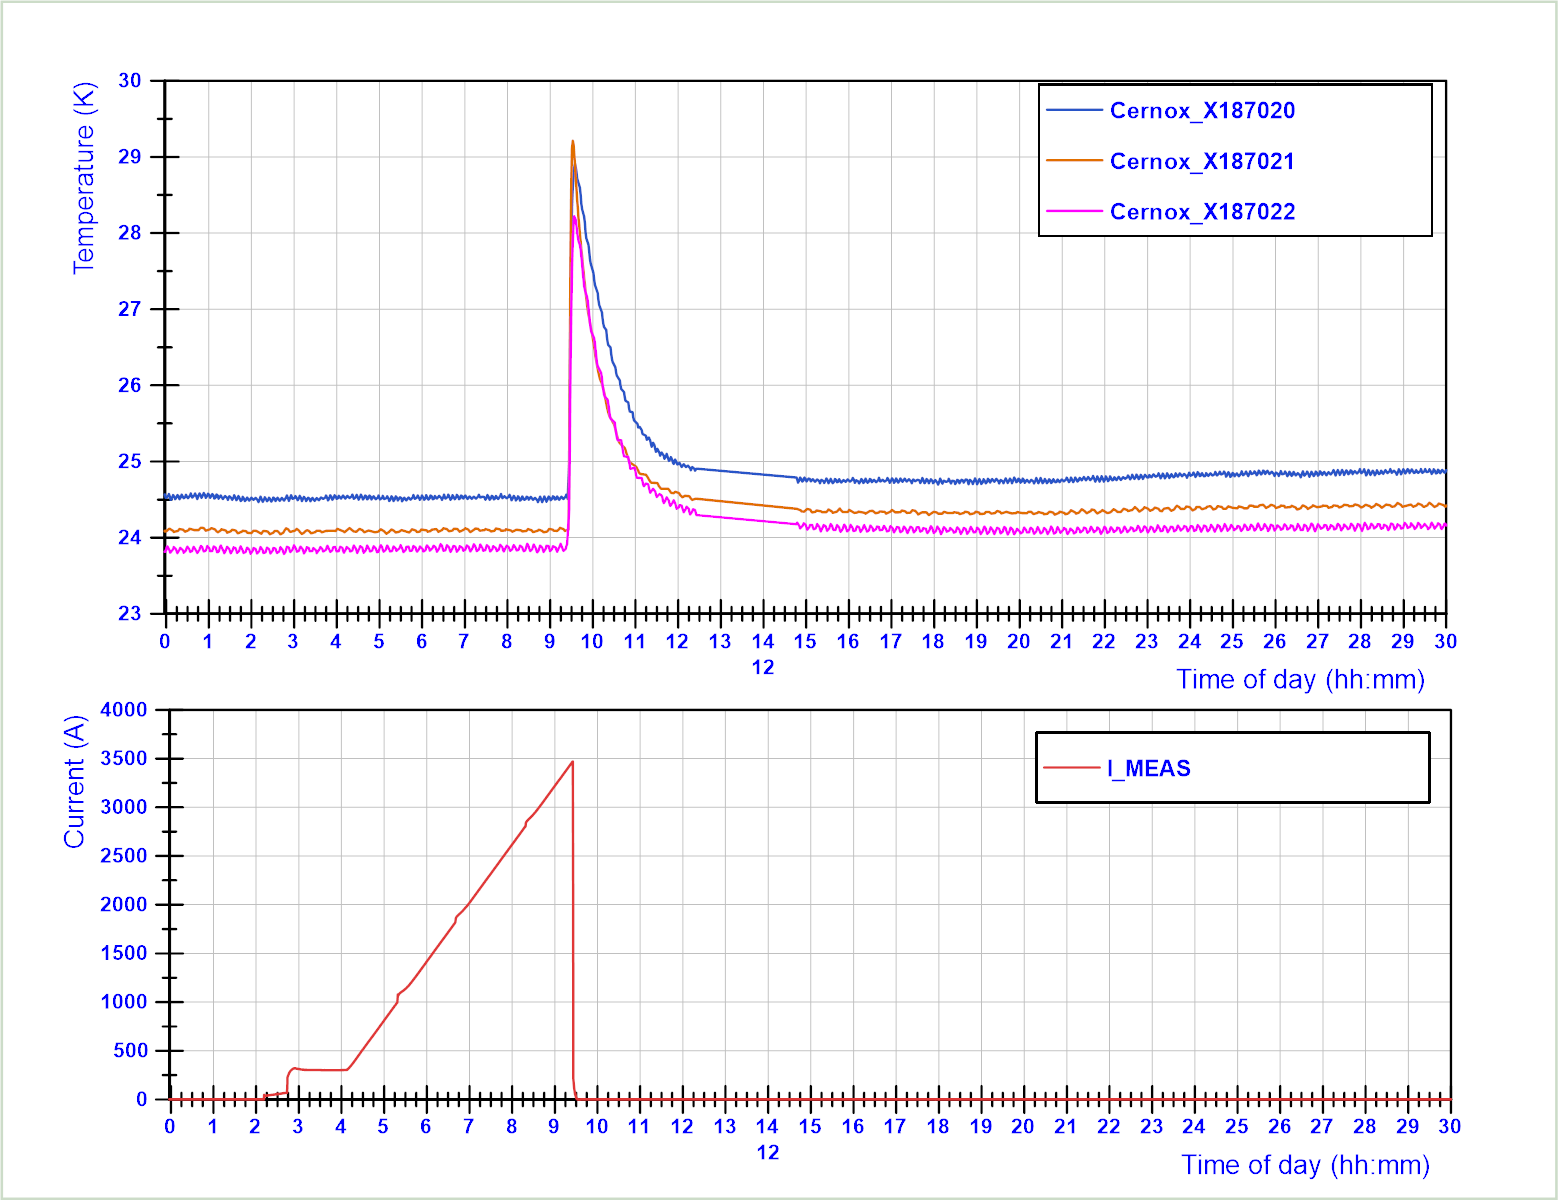 Temperature (K)
30
29
28
27
26
25
24
23
Cernox_X187020
Cernox_X187021
Cernox_X187022
0 1 2 3 4 5 6 7 8 9 10 11 12 13 14 15 16 17 18 19 20 21 22 23 24 25 26 27 28 29 30
12
Time of day (hh:mm)
Current (A)
4000
3500
3000
2500
2000
1500
1000
500
0
I_MEAS
0 1 2 3 4 5 6 7 8 9 10 11 12 13 14 15 16 17 18 19 20 21 22 23 24 25 26 27 28 29 30
12
Time of day (hh:mm)